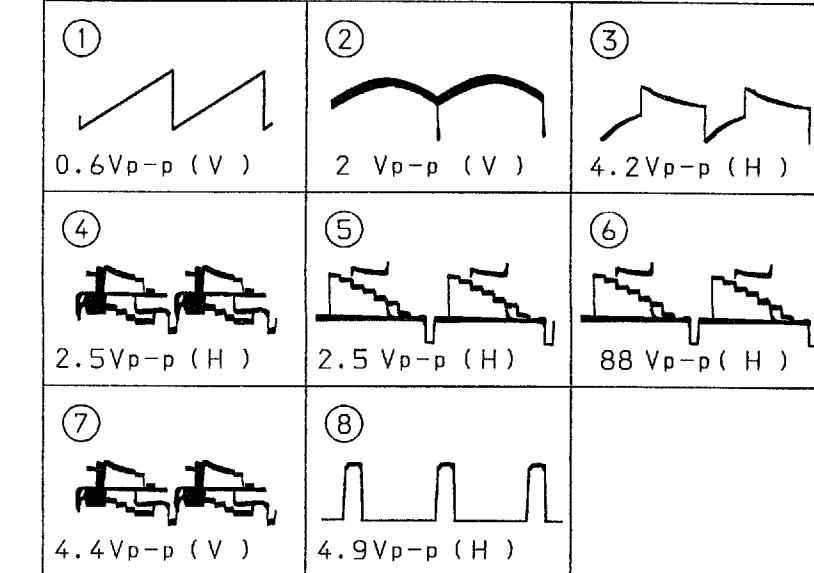 ① ② ③
0.6Vp-p (V ) 2 Vp-p (V ) 4.2Vp-p (H )
④ ⑤ ⑥
2.5Vp-p (H ) 2.5 Vp-p (H) 88 Vp-p( H )
⑦ ⑧
4.4Vp-p (V ) 4.9Vp-p (H )